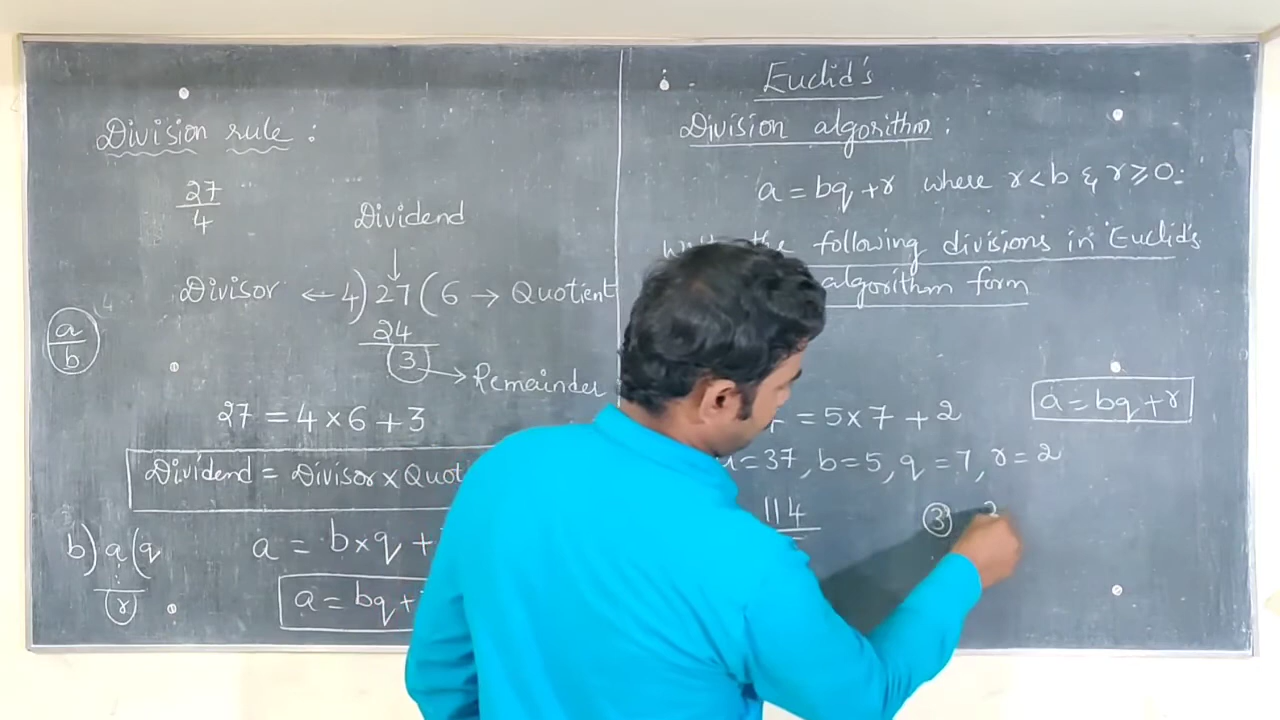 Division rule :
27
4
Dividend
↓
Divisor ← 4) 27 ( 6 → Quotient
24
3 → Remainder
a
b
27 = 4 × 6 + 3
Dividend = Divisor ×
b) a ( q
(r)
a = b × q +
a = bq +
Euclid's
Division algorithm :
a = bq + r where r < b & r ≥ 0.
the following divisions in Euclid's
algorithm form
a = bq + r
= 5 × 7 + 2
= 37, b = 5, q = 7, r = 2
114
③